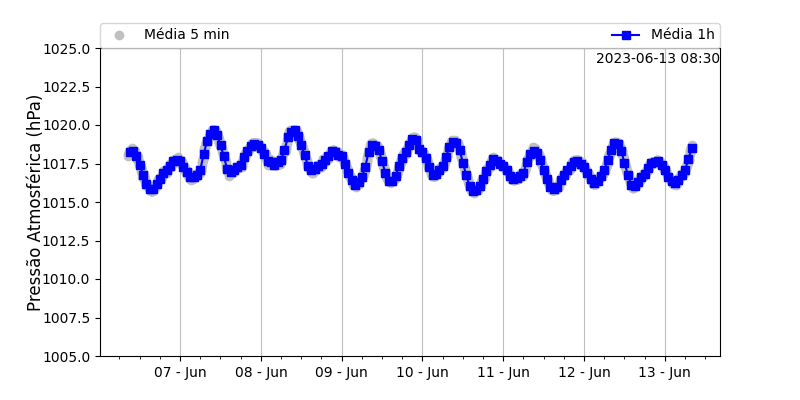 Média 5 min
Média 1h
2023-06-13 08:30
Pressão Atmosférica (hPa)
1025.0
1022.5
1020.0
1017.5
1015.0
1012.5
1010.0
1007.5
1005.0
07 - Jun
08 - Jun
09 - Jun
10 - Jun
11 - Jun
12 - Jun
13 - Jun